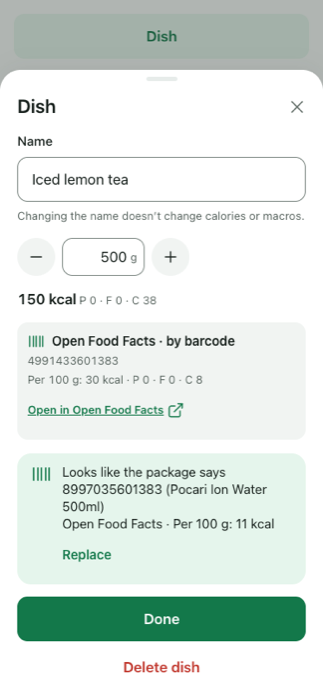 Dish
Dish
Name
Iced lemon tea
Changing the name doesn't change calories or macros.
500 g
150 kcal P 0 · F 0 · C 38
Open Food Facts · by barcode
4991433601383
Per 100 g: 30 kcal · P 0 · F 0 · C 8
Open in Open Food Facts
Looks like the package says
8997035601383 (Pocari Ion Water
500ml)
Open Food Facts · Per 100 g: 11 kcal
Replace
Done
Delete dish